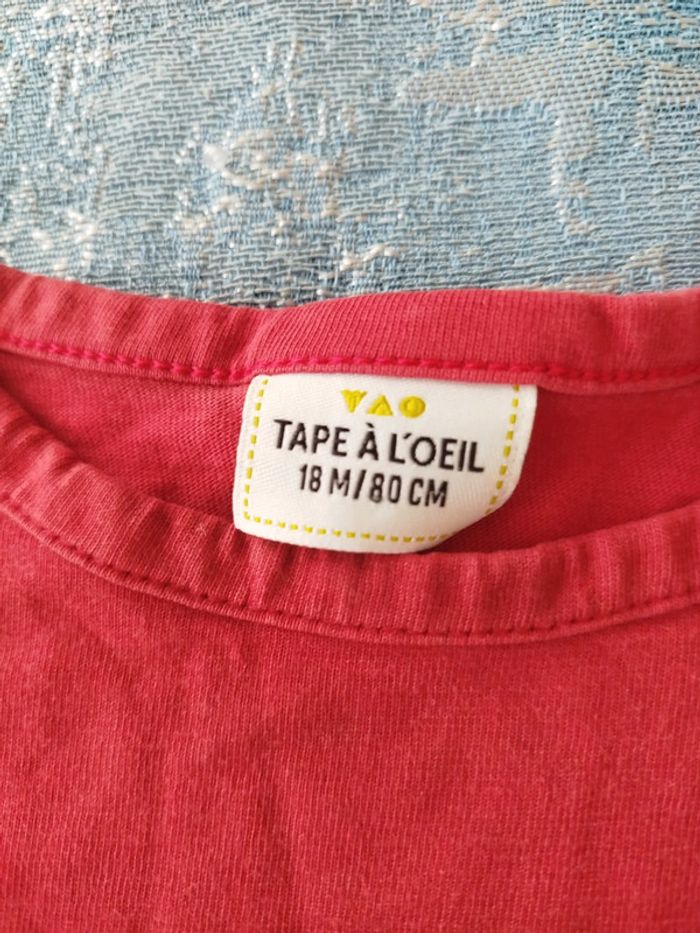 TAPE À L'OEIL
18 M/80 CM